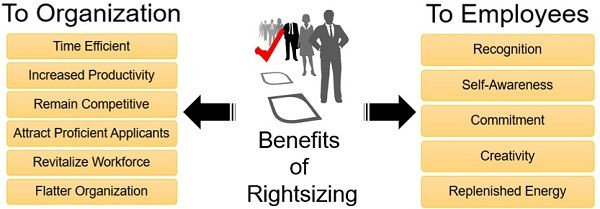 To Organization
Time Efficient
Increased Productivity
Remain Competitive
Attract Proficient Applicants
Revitalize Workforce
Flatter Organization
Benefits
of
Rightsizing
To Employees
Recognition
Self-Awareness
Commitment
Creativity
Replenished Energy